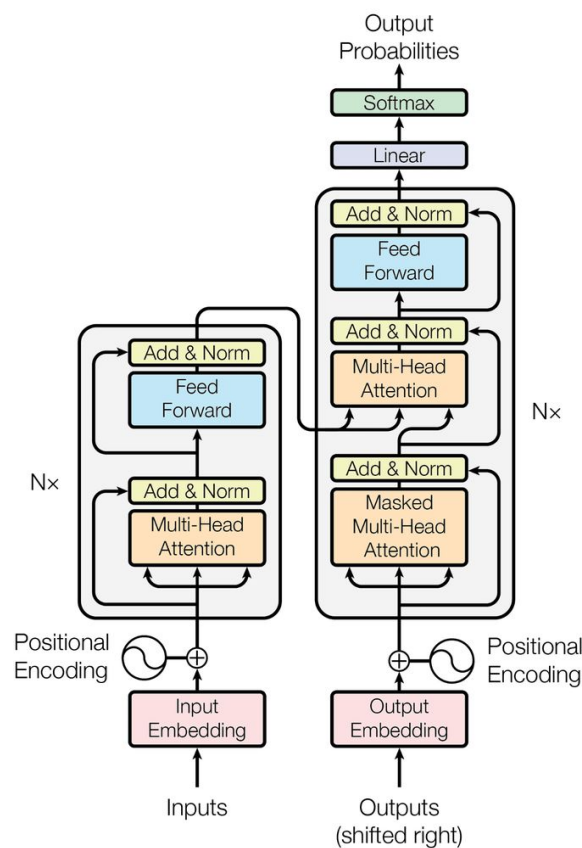 Output
Probabilities
Softmax
Linear
Add & Norm
Feed
Forward
Add & Norm
Multi-Head
Attention
Add & Norm
Masked
Multi-Head
Attention
N×
Add & Norm
Feed
Forward
Add & Norm
Multi-Head
Attention
N×
Positional
Encoding
Positional
Encoding
Input
Embedding
Output
Embedding
Inputs
Outputs
(shifted right)